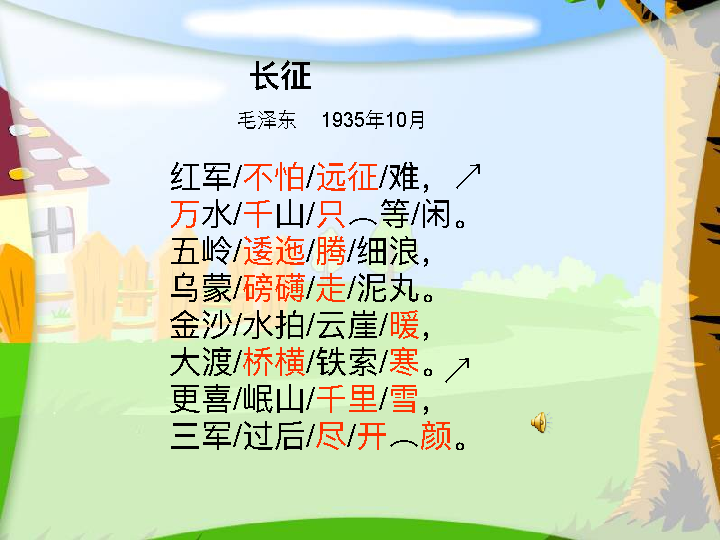 长征
毛泽东 1935年10月
红军/不怕/远征/难，↗
万水/千山/只⌒等/闲。
五岭/逶迤/腾/细浪，
乌蒙/磅礴/走/泥丸。
金沙/水拍/云崖/暖，
大渡/桥横/铁索/寒。↗
更喜/岷山/千里/雪，
三军/过后/尽/开⌒颜。